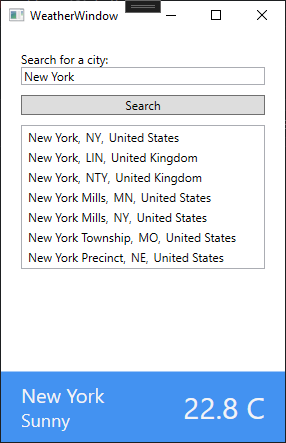 WeatherWindow
Search for a city:
New York
Search
New York, NY, United States
New York, LIN, United Kingdom
New York, NTY, United Kingdom
New York Mills, MN, United States
New York Mills, NY, United States
New York Township, MO, United States
New York Precinct, NE, United States
New York
Sunny
22.8 C